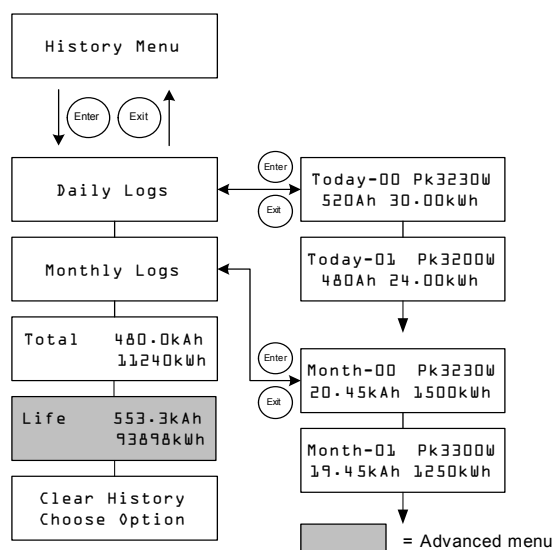 History Menu
Enter
Exit
Daily Logs
Enter
Exit
Today-00 Pk3230W
520Ah 30.00kWh
Today-01 Pk3200W
480Ah 24.00kWh
Monthly Logs
Enter
Exit
Month-00 Pk3230W
20.45kAh 1500kWh
Month-01 Pk3300W
19.45kAh 1250kWh
Total 480.0kAh
11240kWh
Life 553.3kAh
93898kWh
Clear History
Choose Option
= Advanced menu